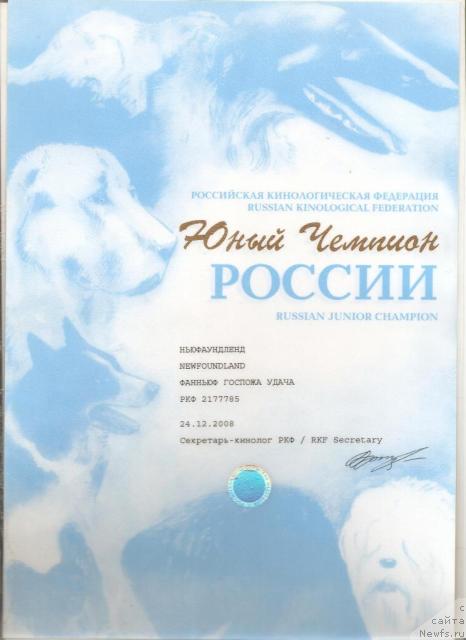 РОССИЙСКАЯ КИНОЛОГИЧЕСКАЯ ФЕДЕРАЦИЯ
RUSSIAN KINOLOGICAL FEDERATION
Юный Чемпион
РОССИИ
RUSSIAN JUNIOR CHAMPION
НЬЮФАУНДЛЕНД
NEWFOUNDLAND
ФАННЬЮФ ГОСПОЖА УДАЧА
РКФ 2177785
24.12.2008
Секретарь-кинолог РКФ / RKF Secretary
с
сайта
Newfs.ru